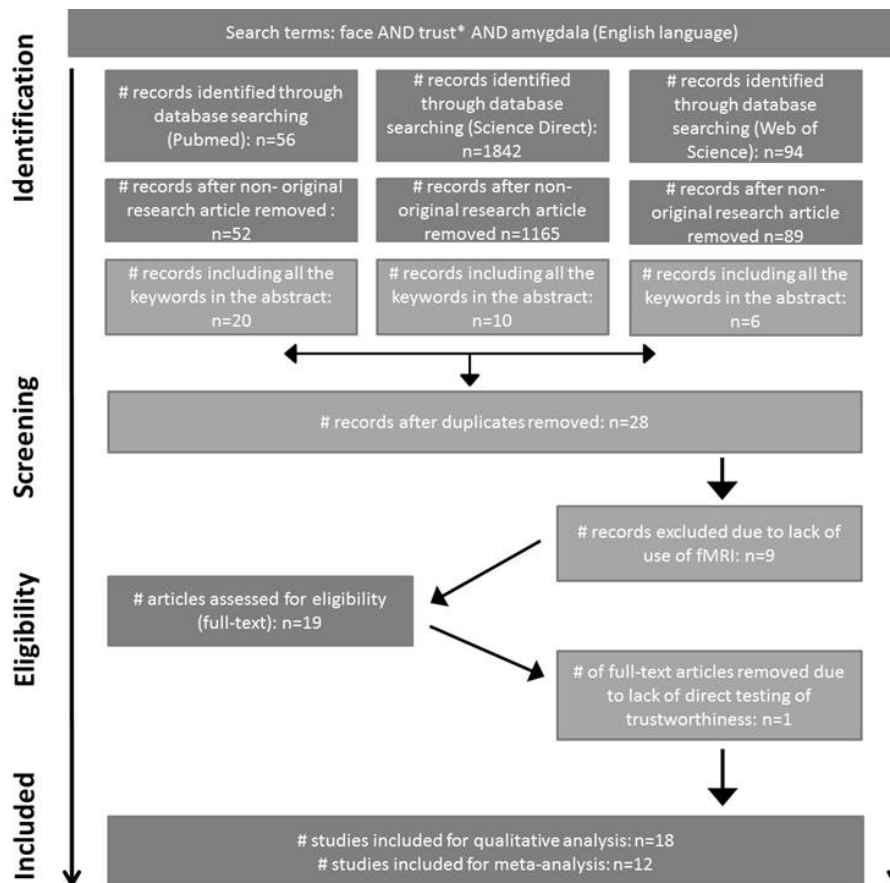 Search terms: face AND trust* AND amygdala (English language)
Identification
# records identified
through database
searching
(Pubmed): n=56
# records identified
through database
searching (Science Direct):
n=1842
# records identified
through database
searching (Web of
Science): n=94
# records after non- original
research article removed :
n=52
# records after non-
original research article
removed n=1165
# records after non-
original research article
removed n=89
# records including all the
keywords in the abstract:
n=20
# records including all the
keywords in the abstract:
n=10
# records including all the
keywords in the abstract:
n=6
Screening
# records after duplicates removed: n=28
# records excluded due to lack of
use of fMRI: n=9
Eligibility
# articles assessed for eligibility
(full-text): n=19
# of full-text articles removed due
to lack of direct testing of
trustworthiness: n=1
Included
# studies included for qualitative analysis: n=18
# studies included for meta-analysis: n=12